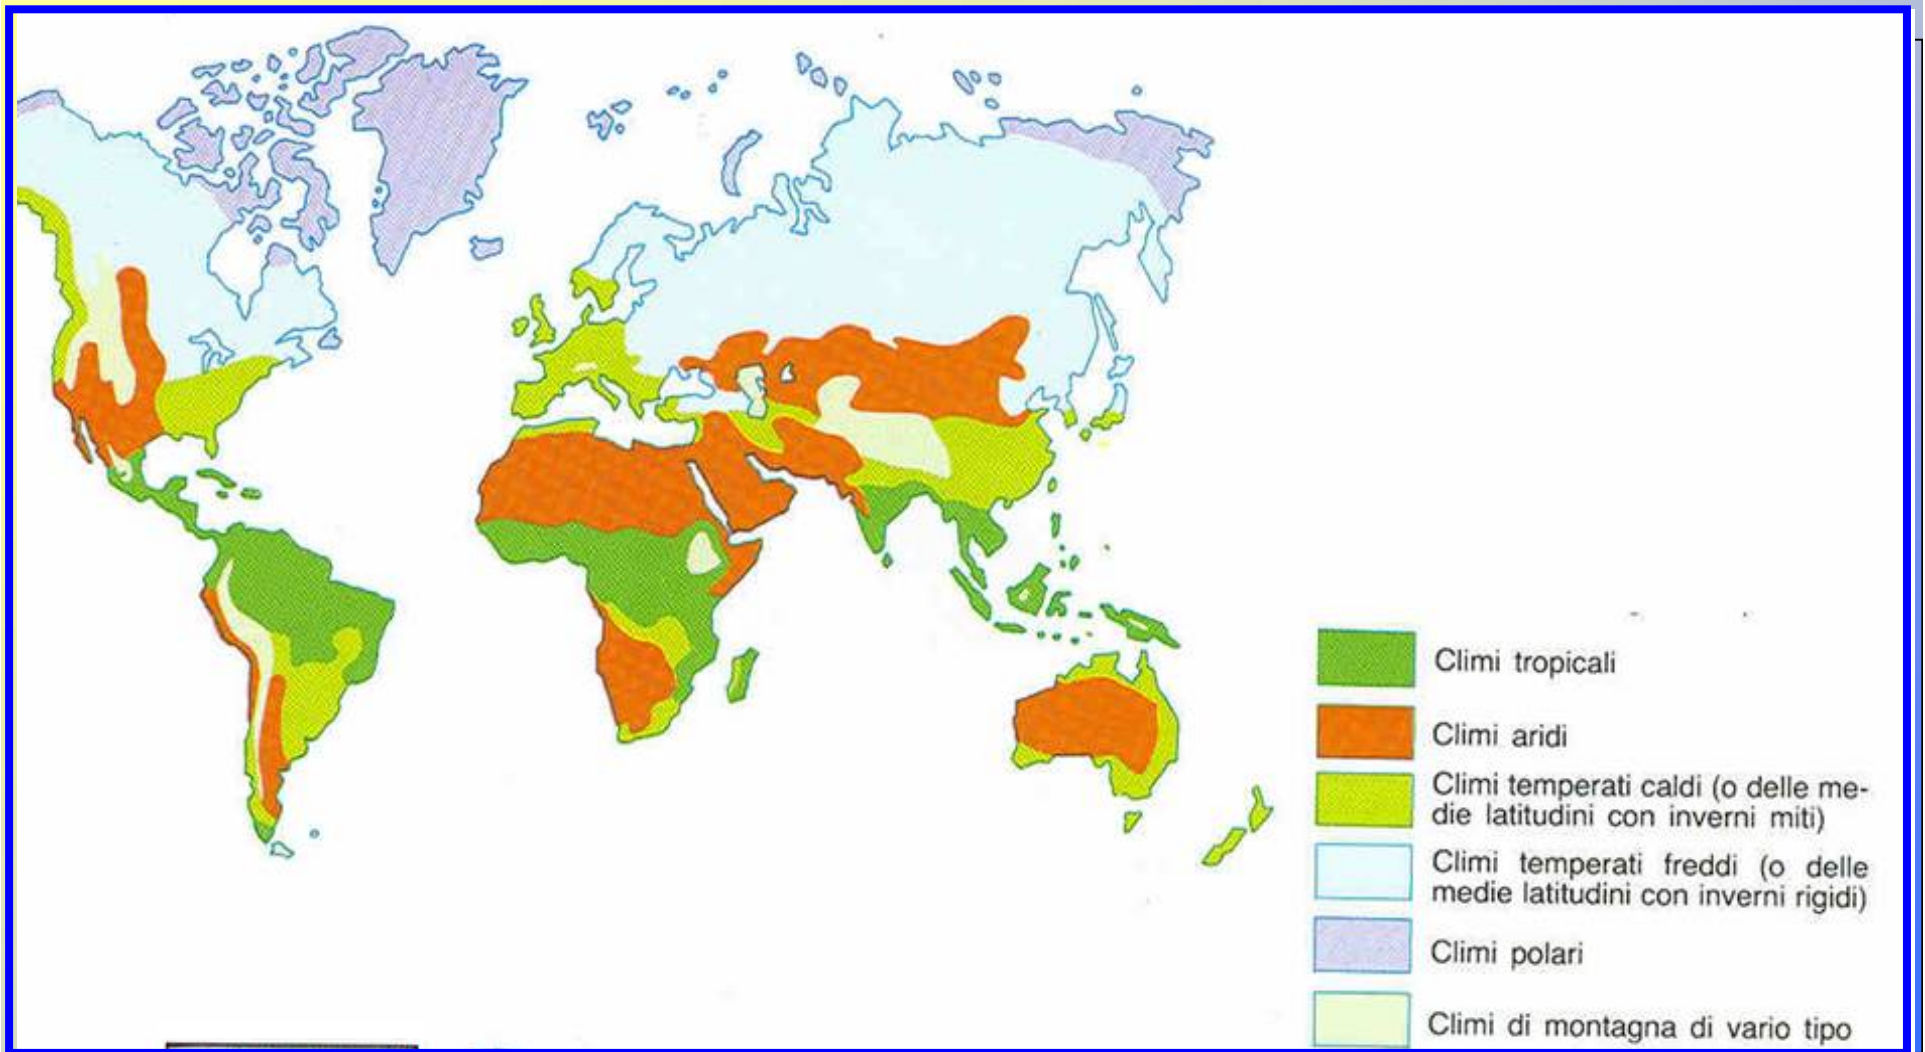 Climi tropicali
Climi aridi
Climi temperati caldi (o delle me-
die latitudini con inverni miti)
Climi temperati freddi (o delle
medie latitudini con inverni rigidi)
Climi polari
Climi di montagna di vario tipo